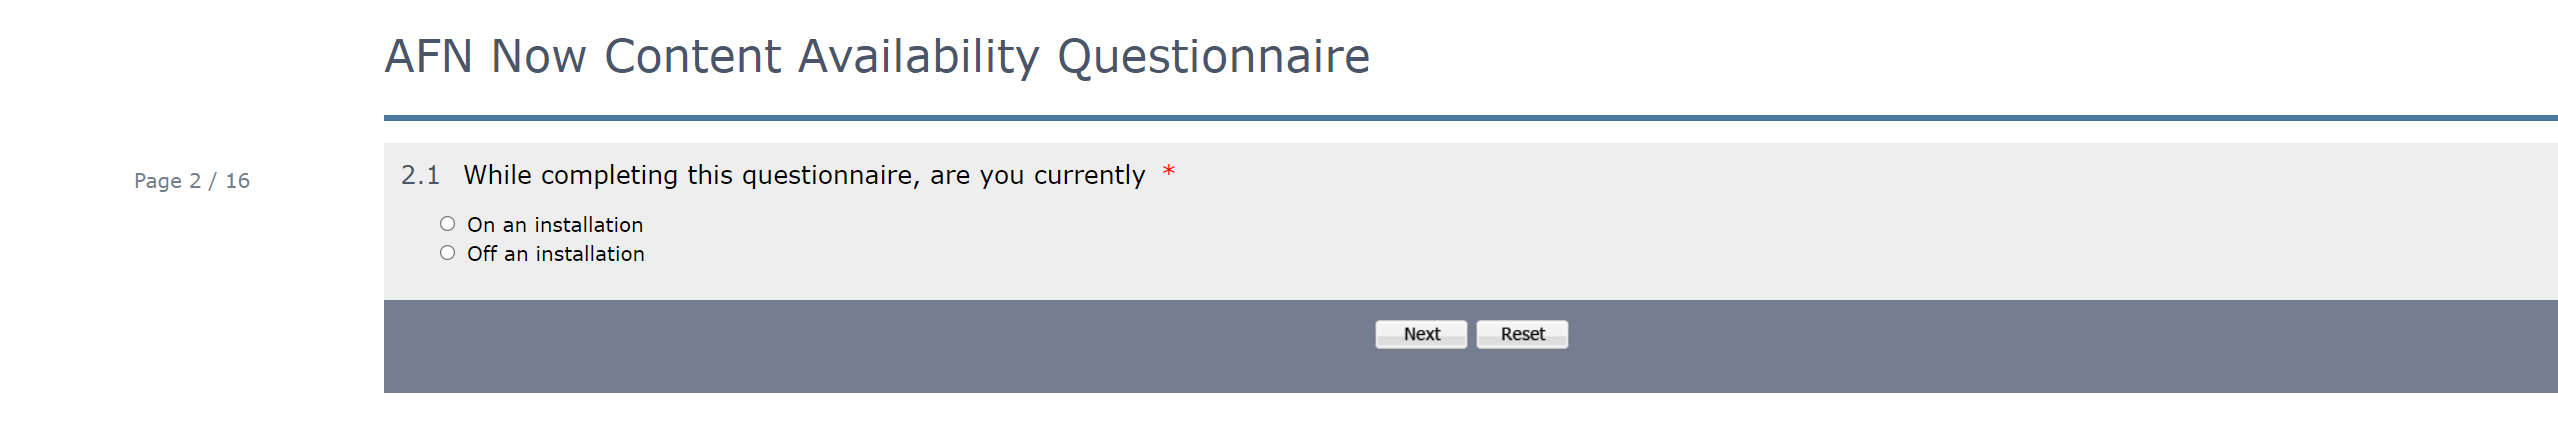 AFN Now Content Availability Questionnaire
Page 2 / 16
2.1 While completing this questionnaire, are you currently *
On an installation
Off an installation
Next Reset